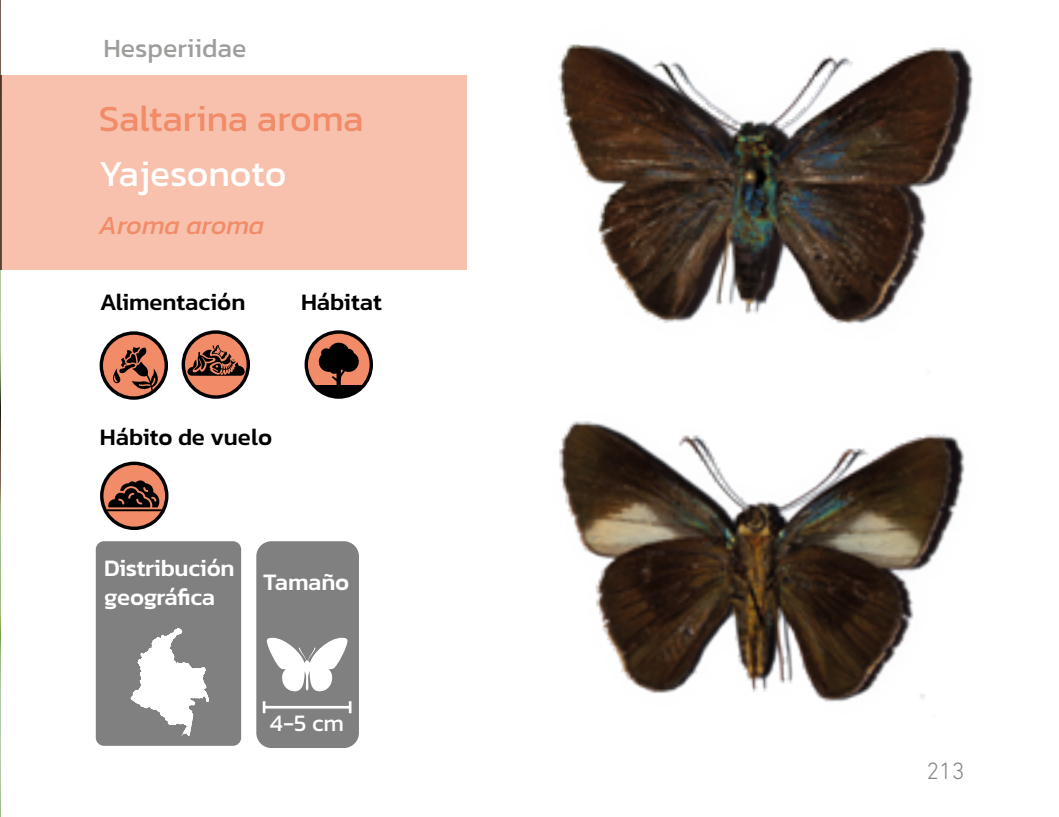 Hesperiidae
Saltarina aroma
Yajesonoto
Aroma aroma
Alimentación
Hábitat
Hábito de vuelo
Distribución
geográfica
Tamaño
4-5 cm
213